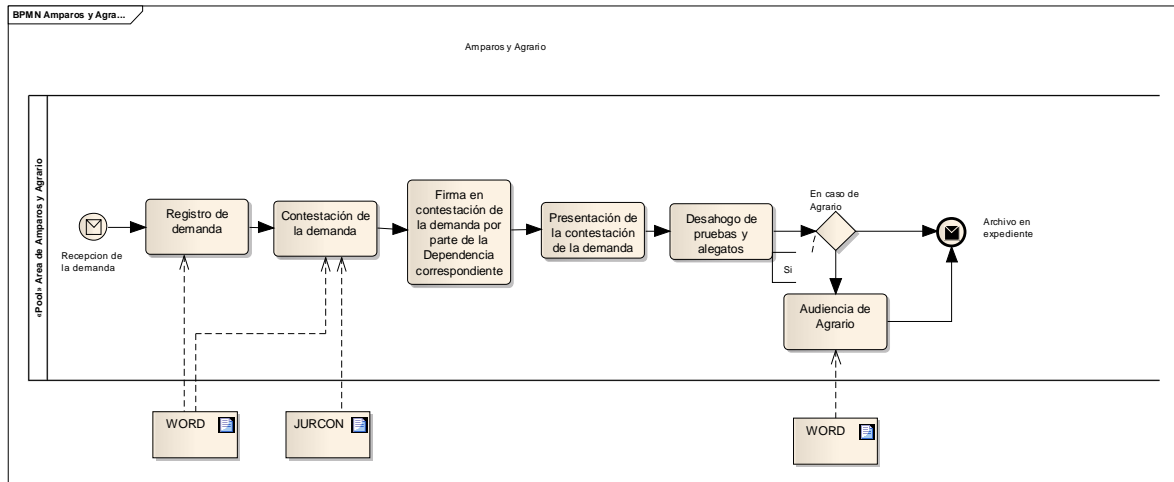 BPMN Amparos y Agra...
Amparos y Agrario
«Pool» Area de Amparos y Agrario
Recepcion de
la demanda
Registro de
demanda
Contestación de
la demanda
Firma en
contestación de
la demanda por
parte de la
Dependencia
correspondiente
Presentación de
la contestación
de la demanda
Desahogo de
pruebas y
alegatos
En caso de
Agrario
Si
Archivo en
expediente
Audiencia de
Agrario
WORD
JURCON
WORD